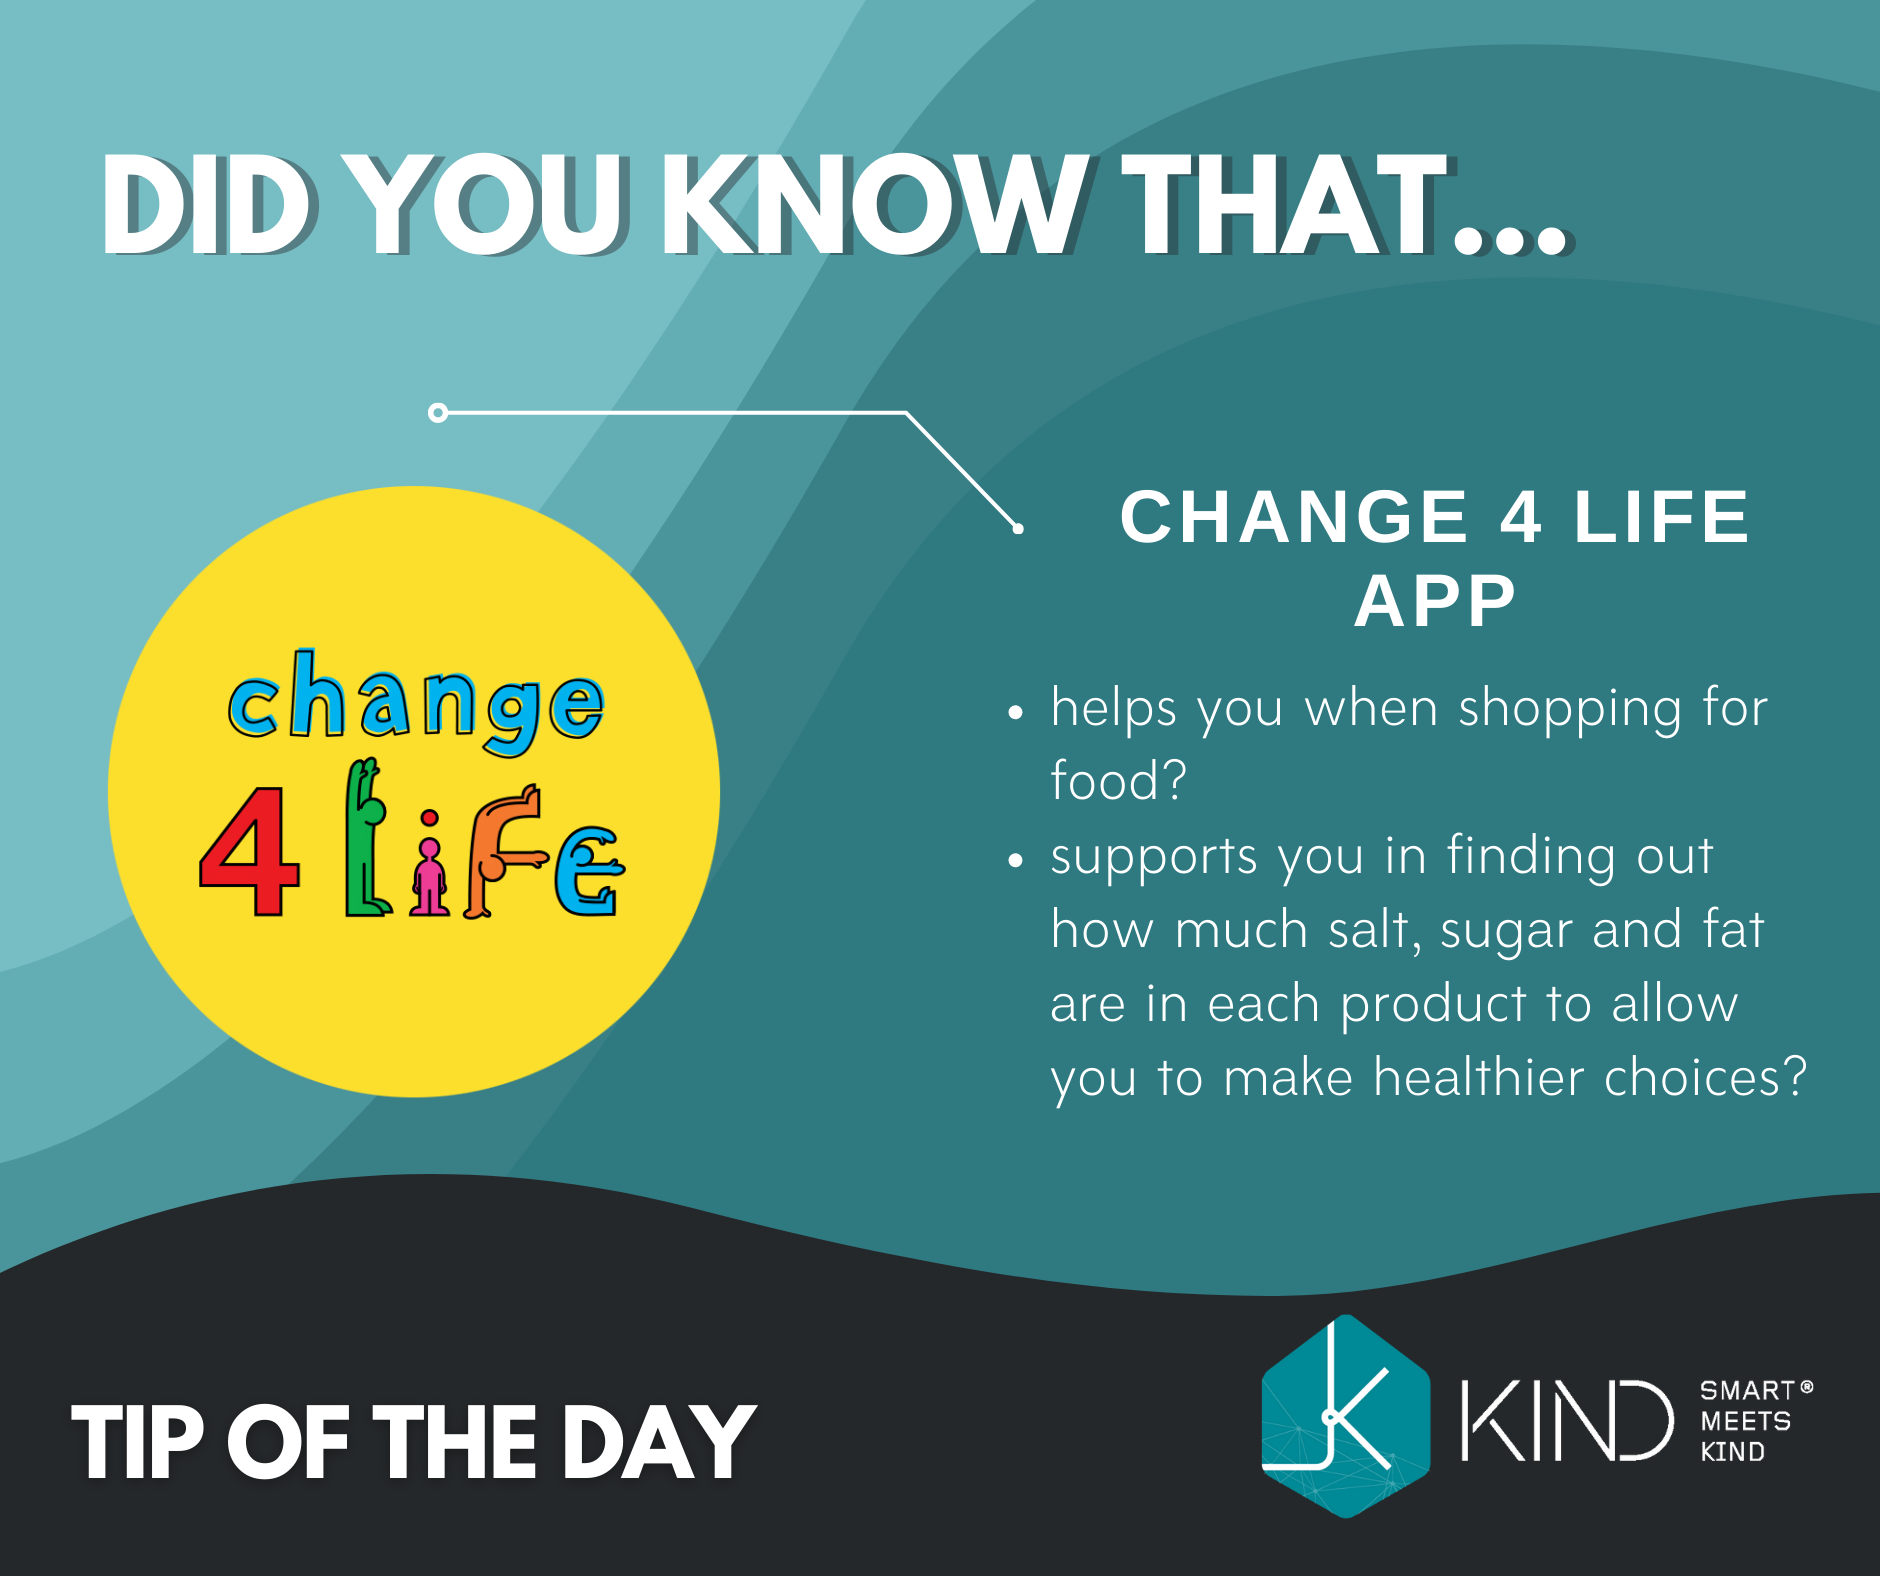 DID YOU KNOW THAT...
change
4 life
CHANGE 4 LIFE
APP
• helps you when shopping for
food?
• supports you in finding out
how much salt, sugar and fat
are in each product to allow
you to make healthier choices?
TIP OF THE DAY
KIND
SMART®
MEETS
KIND